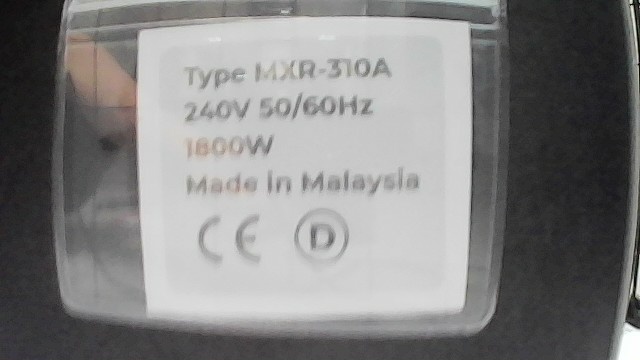 Type MXR-310A
240V 50/60Hz
1800W
Made in Malaysia
CE D